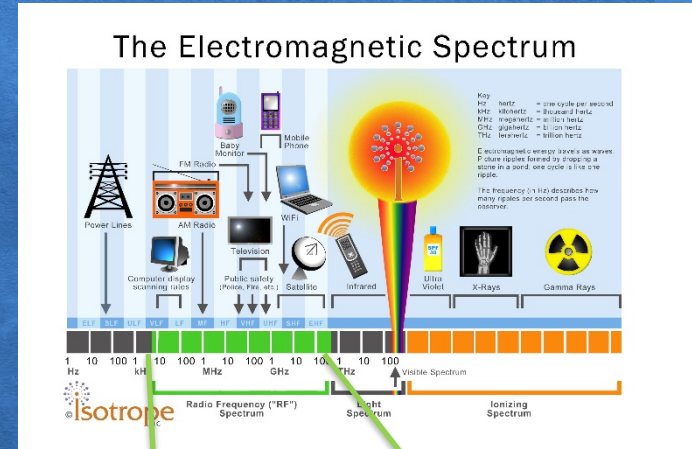 The Electromagnetic Spectrum
Key
Hz hertz = one cycle per second
kHz kilohertz = thousand hertz
MHz megahertz = million hertz
GHz gigahertz = billion hertz
THz terahertz = trillion hertz
Electromagnetic energy travels as waves.
Picture ripples formed by dropping a
stone in a pond: one cycle is like one
ripple.
The frequency (in Hz) describes how
many ripples per second pass the
observer.
Baby
Monitor
Mobile
Phone
FM Radio
WiFi
Power Lines
AM Radio
Television
Computer display
scanning rates
Public safety
(Police, Fire, etc.)
Satellite
Infrared
SPF
Ultra
Violet
X-Rays
Gamma Rays
ELF SLF ULF VLF LF MF HF VHF UHF SHF EHF
1 10 100 1 10 100 1 10 100 1 10 100 1 10 100
Hz kH MHz GHz THz
Visible Spectrum
Radio Frequency ("RF")
Spectrum
Light
Spectrum
Ionizing
Spectrum
©isotrope